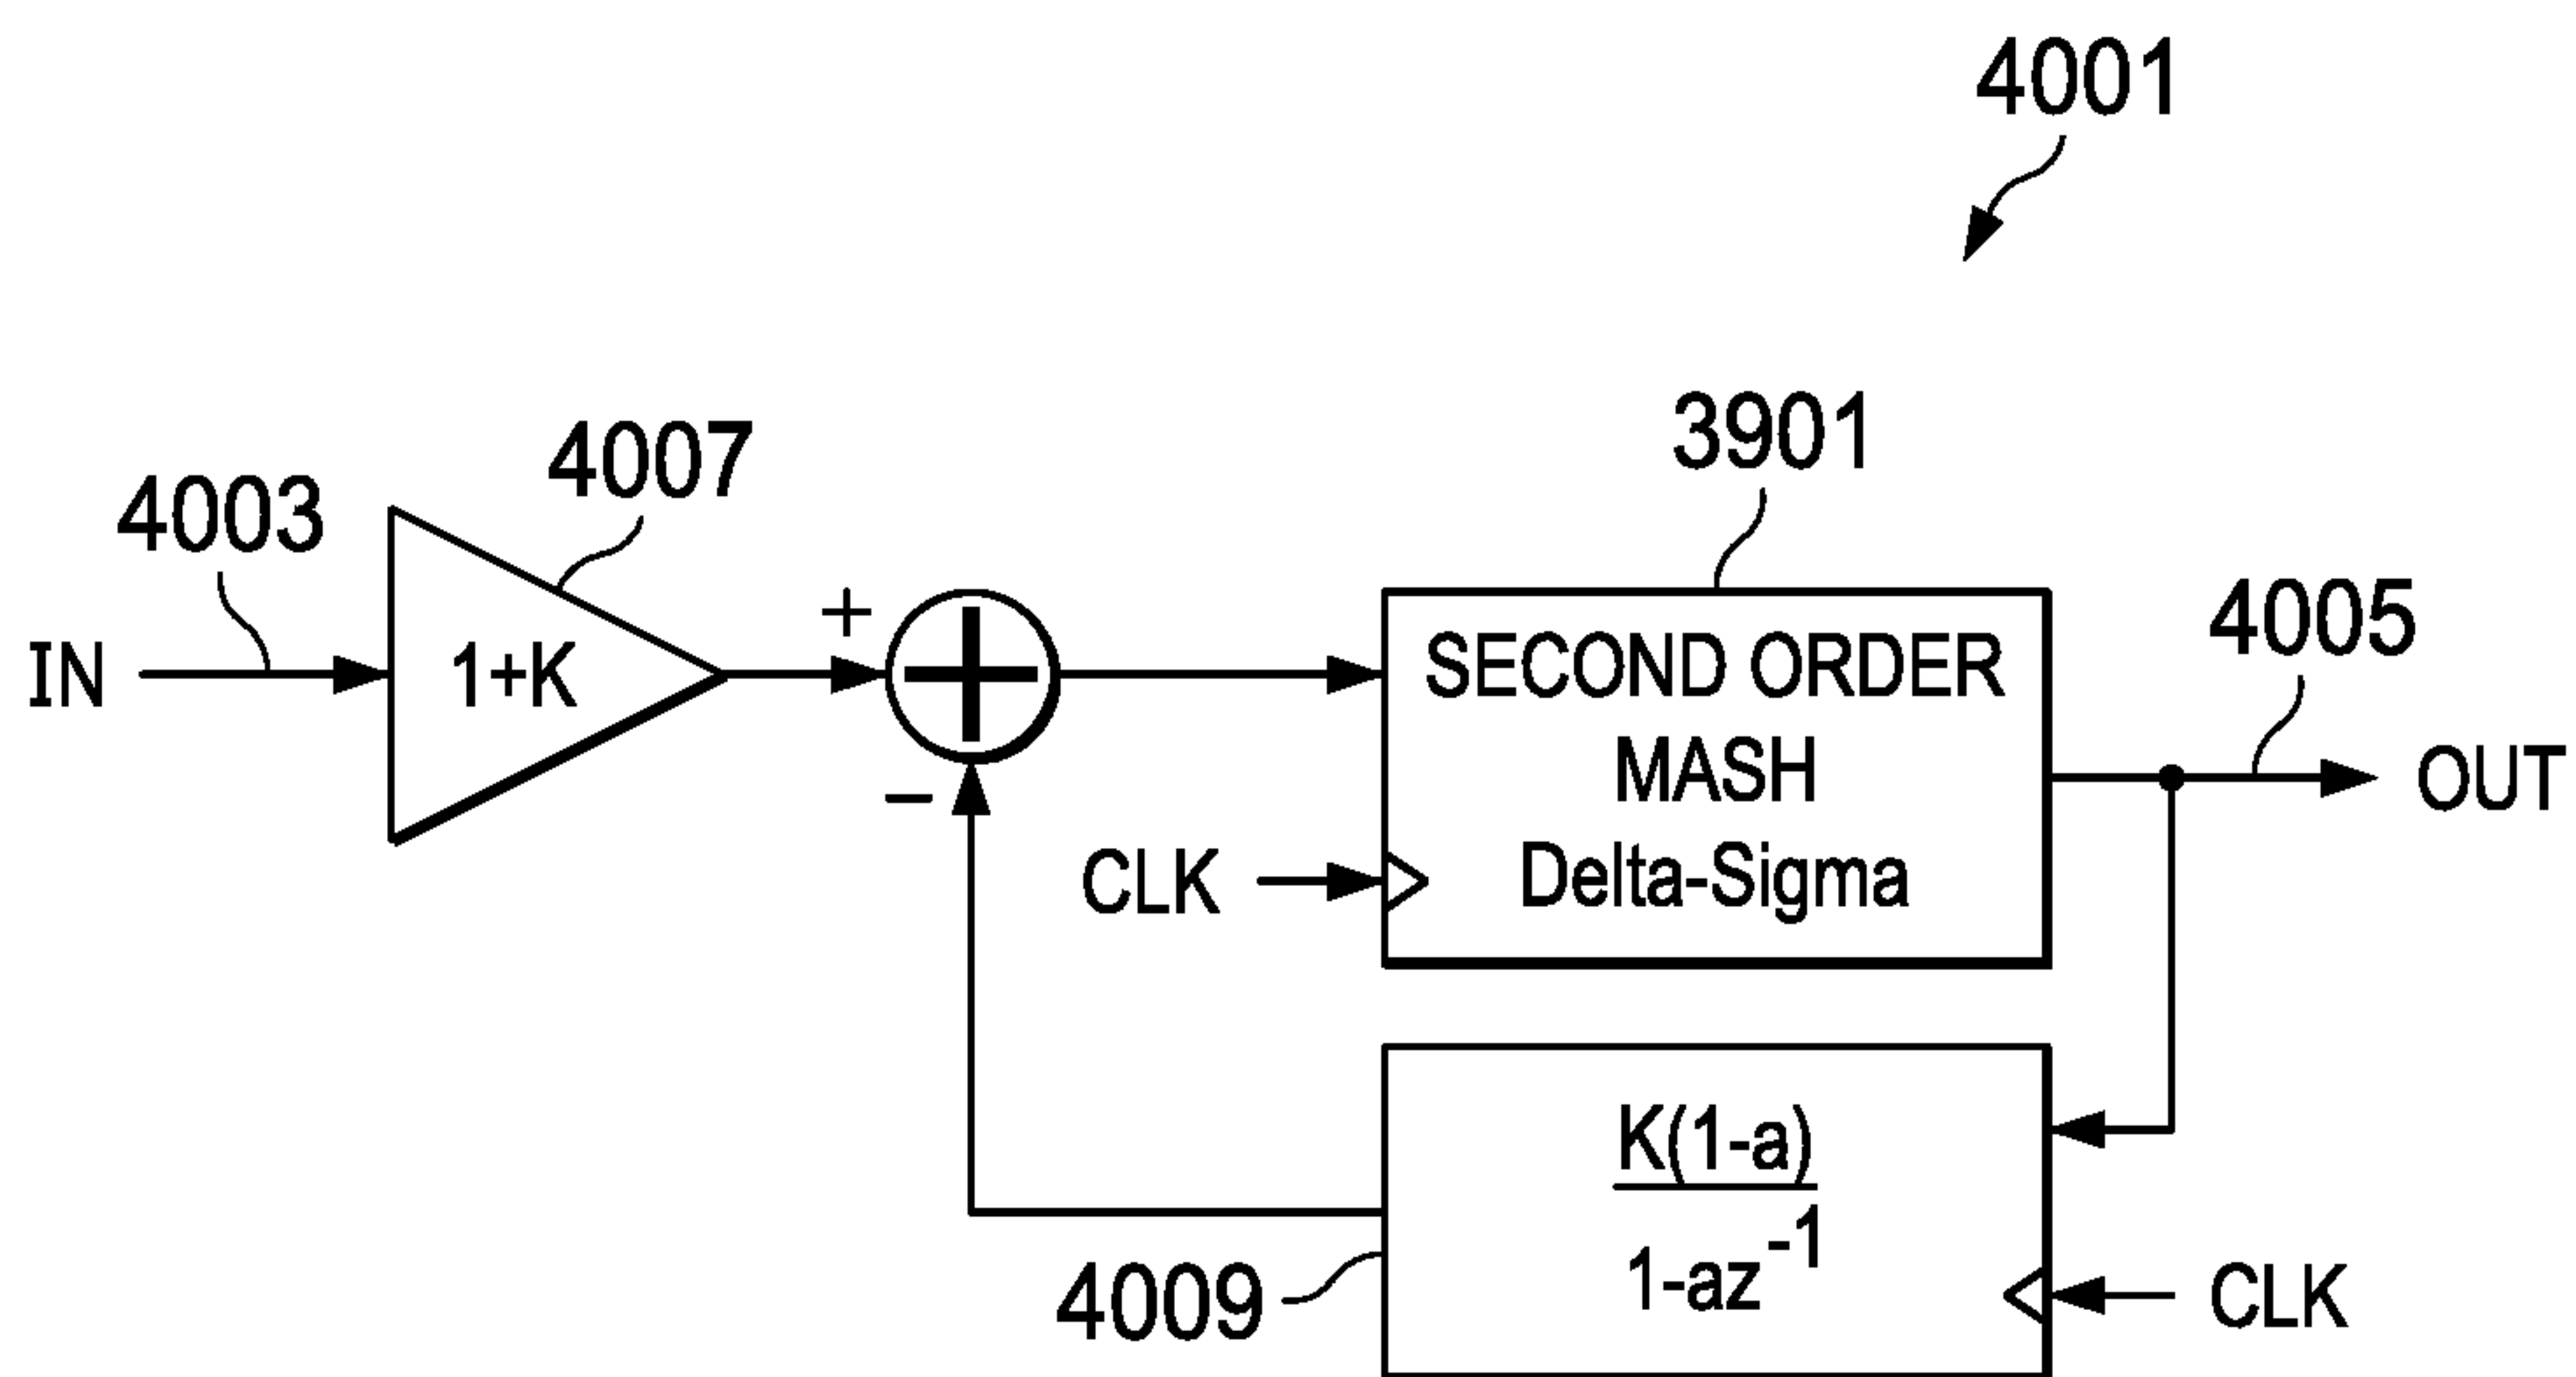 4001
3901
4007
4003
4005
+
IN
1+K
SECOND ORDER
MASH
Delta-Sigma
OUT
−
CLK
K(1-a)
1-az⁻¹
4009
CLK